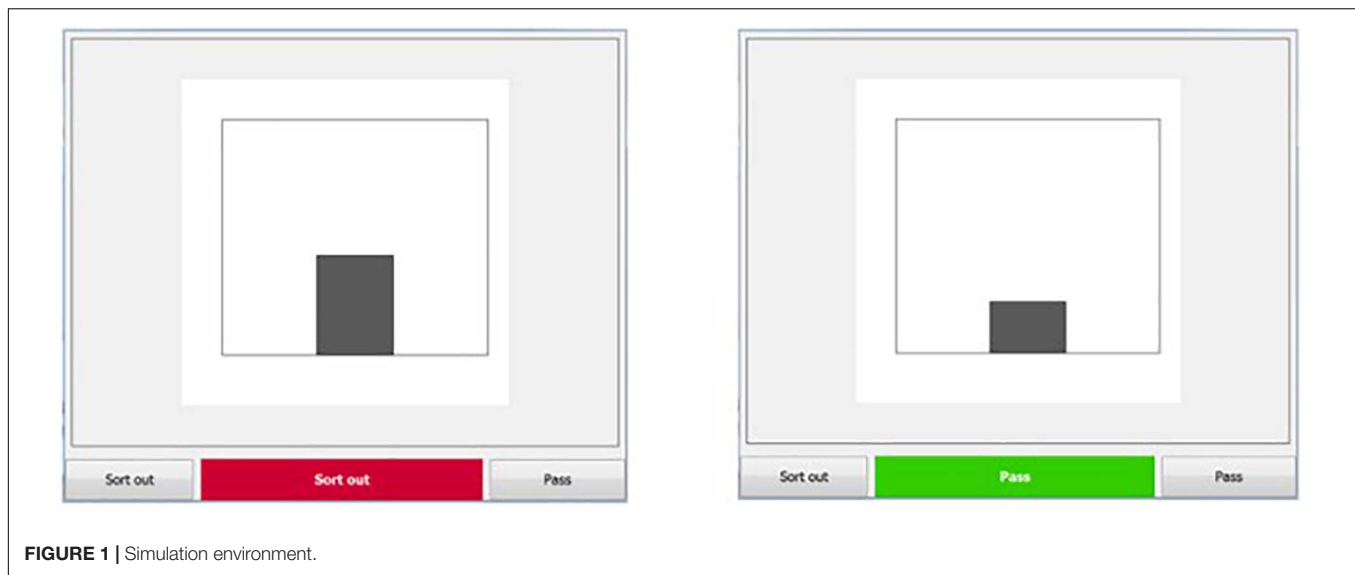 Sort out Sort out Pass
Sort out Pass Pass
FIGURE 1 | Simulation environment.